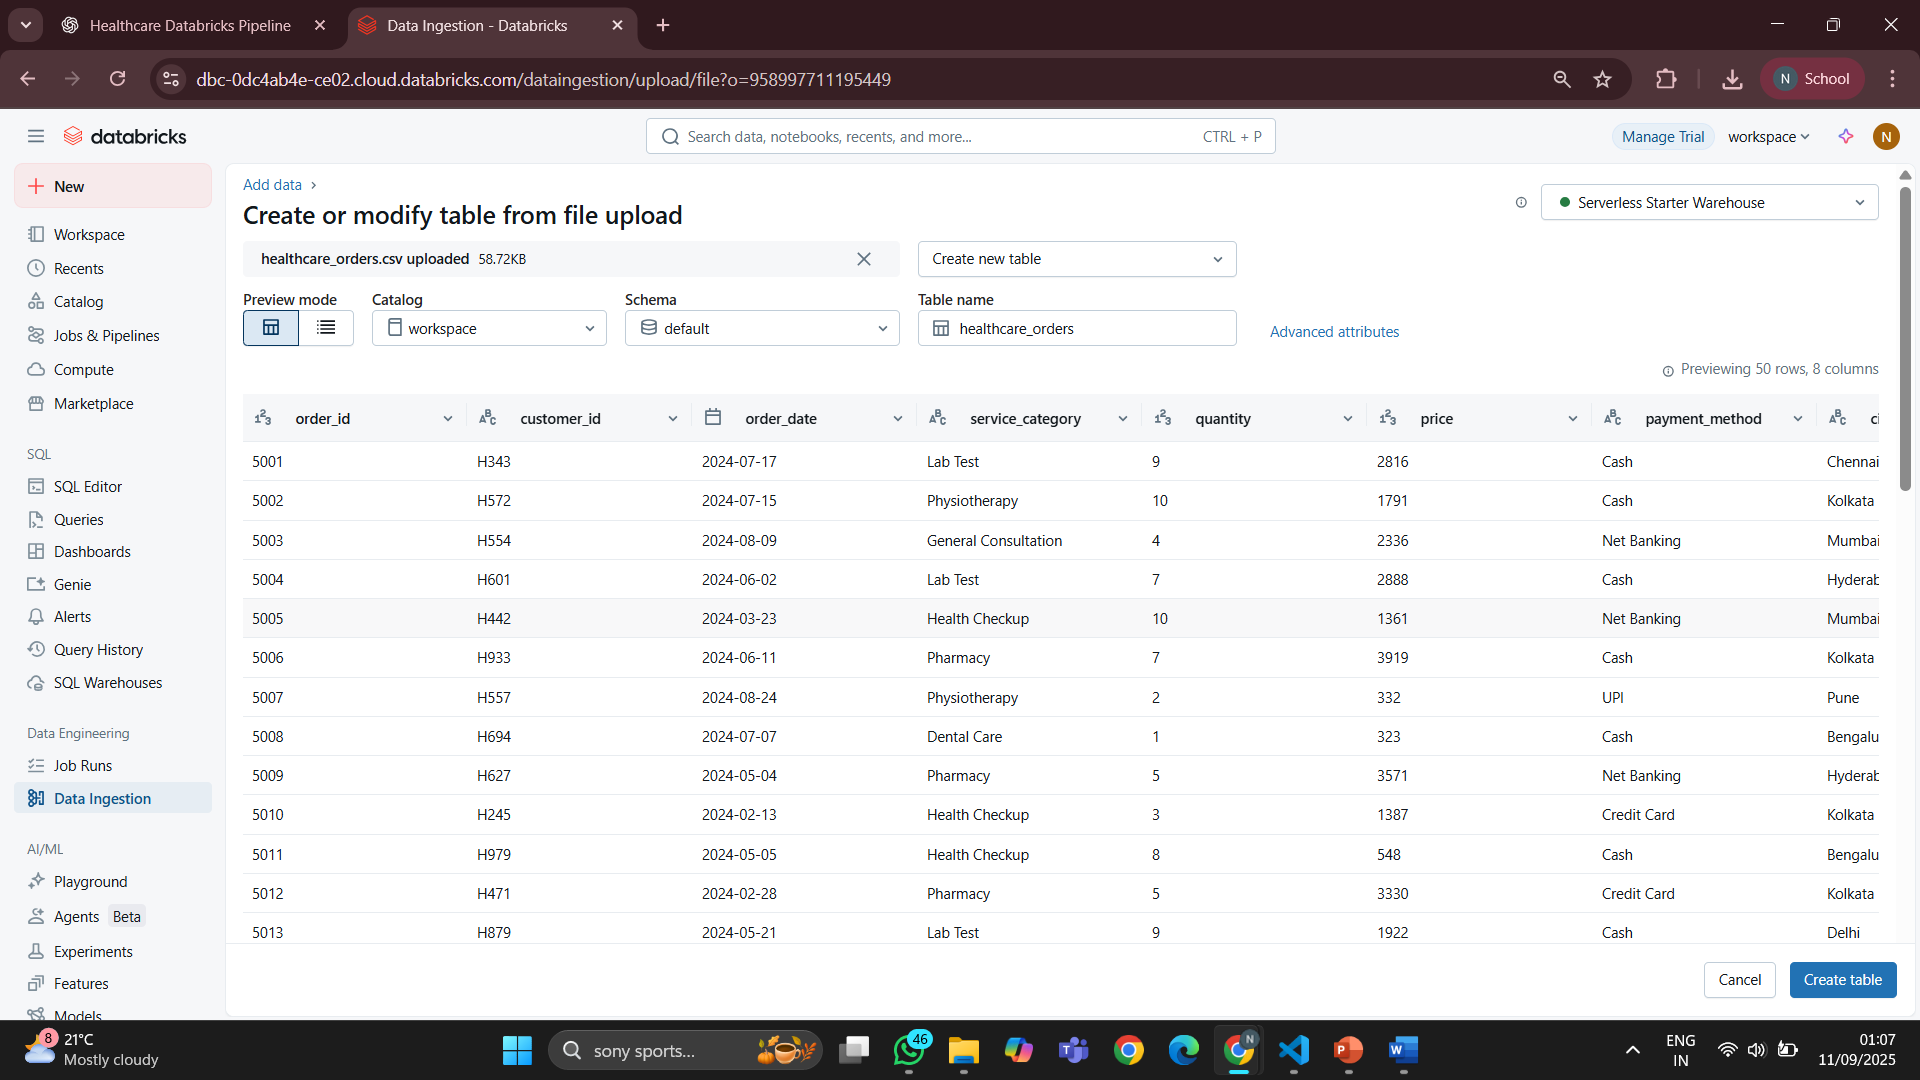 Healthcare Databricks Pipeline
Data Ingestion - Databricks
dbc-0dc4ab4e-ce02.cloud.databricks.com/dataingestion/upload/file?o=958997711195449
N School
databricks
Search data, notebooks, recents, and more...
CTRL + P
Manage Trial
workspace
N
New
Workspace
Recents
Catalog
Jobs & Pipelines
Compute
Marketplace
SQL
SQL Editor
Queries
Dashboards
Genie
Alerts
Query History
SQL Warehouses
Data Engineering
Job Runs
Data Ingestion
AI/ML
Playground
Agents Beta
Experiments
Features
Models
Add data
Create or modify table from file upload
Serverless Starter Warehouse
healthcare_orders.csv uploaded 58.72KB
Create new table
Preview mode Catalog Schema Table name
workspace default healthcare_orders Advanced attributes
Previewing 50 rows, 8 columns
order_id customer_id order_date service_category quantity price payment_method ci
5001 H343 2024-07-17 Lab Test 9 2816 Cash Chennai
5002 H572 2024-07-15 Physiotherapy 10 1791 Cash Kolkata
5003 H554 2024-08-09 General Consultation 4 2336 Net Banking Mumbai
5004 H601 2024-06-02 Lab Test 7 2888 Cash Hyderab
5005 H442 2024-03-23 Health Checkup 10 1361 Net Banking Mumbai
5006 H933 2024-06-11 Pharmacy 7 3919 Cash Kolkata
5007 H557 2024-08-24 Physiotherapy 2 332 UPI Pune
5008 H694 2024-07-07 Dental Care 1 323 Cash Bengalu
5009 H627 2024-05-04 Pharmacy 5 3571 Net Banking Hyderab
5010 H245 2024-02-13 Health Checkup 3 1387 Credit Card Kolkata
5011 H979 2024-05-05 Health Checkup 8 548 Cash Bengalu
5012 H471 2024-02-28 Pharmacy 5 3330 Credit Card Kolkata
5013 H879 2024-05-21 Lab Test 9 1922 Cash Delhi
Cancel
Create table
8
21°C
Mostly cloudy
sony sports...
46
ENG
IN
01:07
11/09/2025